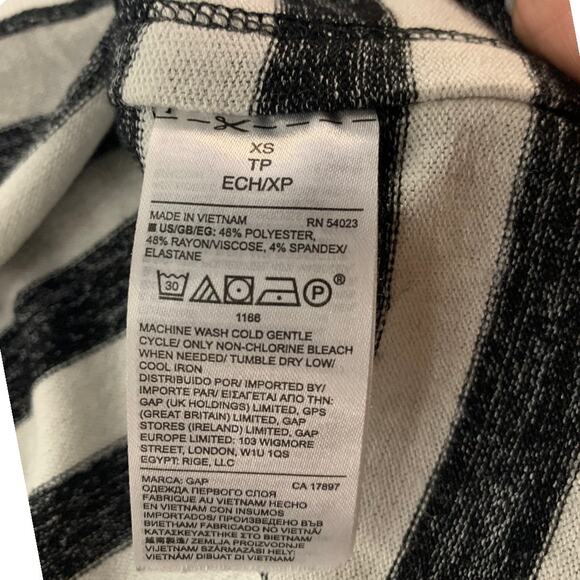 XS
TP
ECH/XP
MADE IN VIETNAM RN 54023
US/GB/EG: 48% POLYESTER,
48% RAYON/VISCOSE, 4% SPANDEX/
ELASTANE
30 P ®
1166
MACHINE WASH COLD GENTLE
CYCLE/ ONLY NON-CHLORINE BLEACH
WHEN NEEDED/ TUMBLE DRY LOW/
COOL IRON
DISTRIBUIDO POR/ IMPORTED BY/
IMPORTE PAR/ ΕΙΣΑΓΕΤΑΙ ΑΠΟ ΤΗΝ:
GAP (UK HOLDINGS) LIMITED, GPS
(GREAT BRITAIN) LIMITED, GAP
STORES (IRELAND) LIMITED, GAP
EUROPE LIMITED: 103 WIGMORE
STREET, LONDON, W1U 1QS
EGYPT: RIGE, LLC
MARCA: GAP CA 17897
ОДЕЖДА ПЕРВОГО СЛОЯ
FABRIQUE AU VIETNAM/ HECHO
EN VIETNAM CON INSUMOS
IMPORTADOS/ ПРОИЗВЕДЕНО ВЪВ
ВИЕТНАМ/ FABRICADO NO VIETNÃ/
ΚΑΤΑΣΚΕΥΑΣΤΗΚΕ ΣΤΟ ΒΙΕΤΝΑΜ/
越南製造/ ZEMLJA PROIZVODNJE
VIJETNAM/ SZÁRMAZÁSI HELY
VIETNAM/ DIBUAT DI VIETNAM/